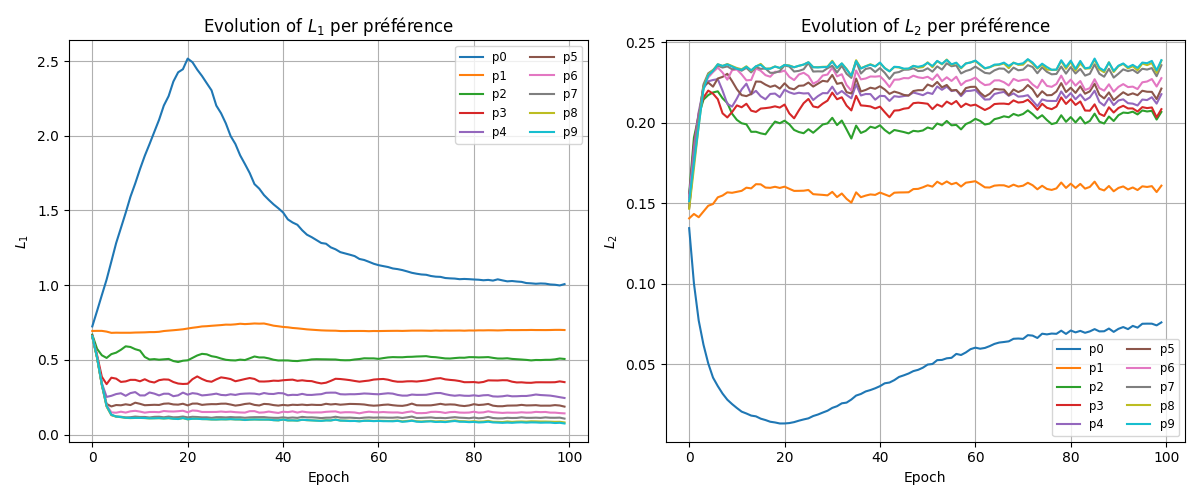 Evolution of L₁ per préférence
L₁
2.5
2.0
1.5
1.0
0.5
0.0
0 20 40 60 80 100
Epoch
p0 p5
p1 p6
p2 p7
p3 p8
p4 p9
Evolution of L₂ per préférence
L₂
0.25
0.20
0.15
0.10
0.05
0 20 40 60 80 100
Epoch
p0 p5
p1 p6
p2 p7
p3 p8
p4 p9